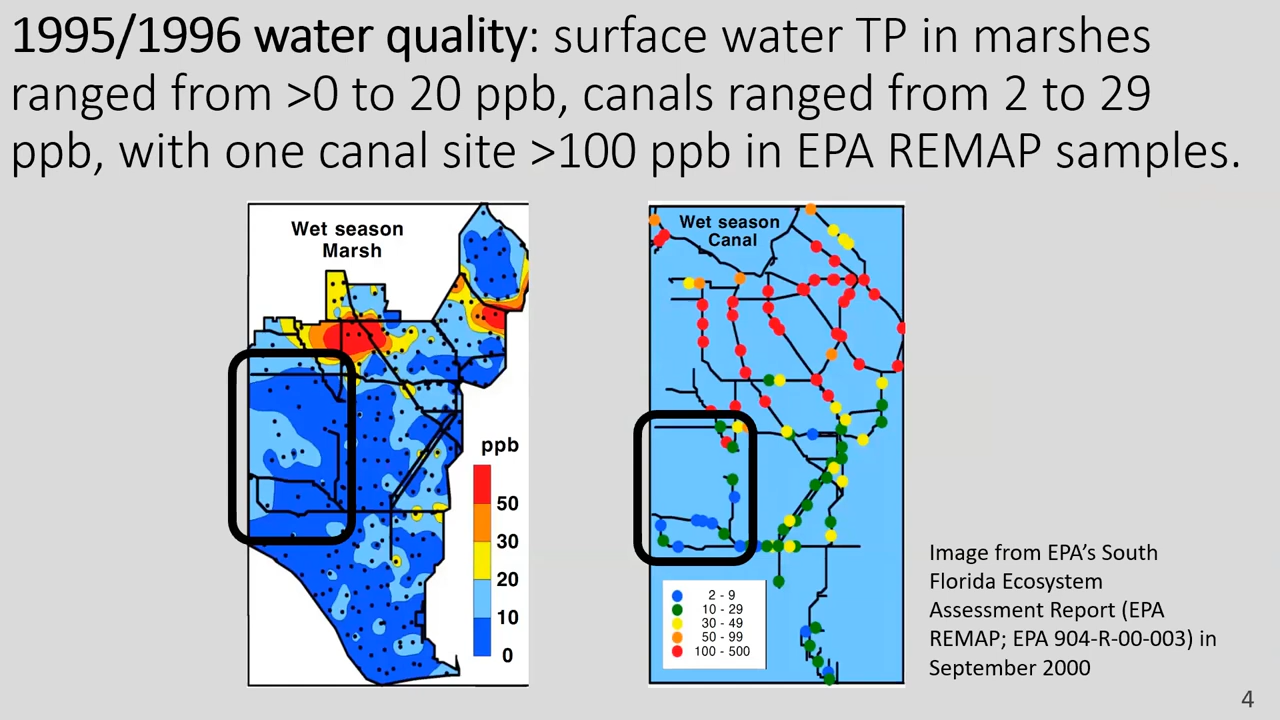 1995/1996 water quality: surface water TP in marshes
ranged from >0 to 20 ppb, canals ranged from 2 to 29
ppb, with one canal site >100 ppb in EPA REMAP samples.
Wet season
Marsh
ppb
50
30
20
10
0
Wet season
Canal
2 - 9
10 - 29
30 - 49
50 - 99
100 - 500
Image from EPA’s South
Florida Ecosystem
Assessment Report (EPA
REMAP; EPA 904-R-00-003) in
September 2000
4